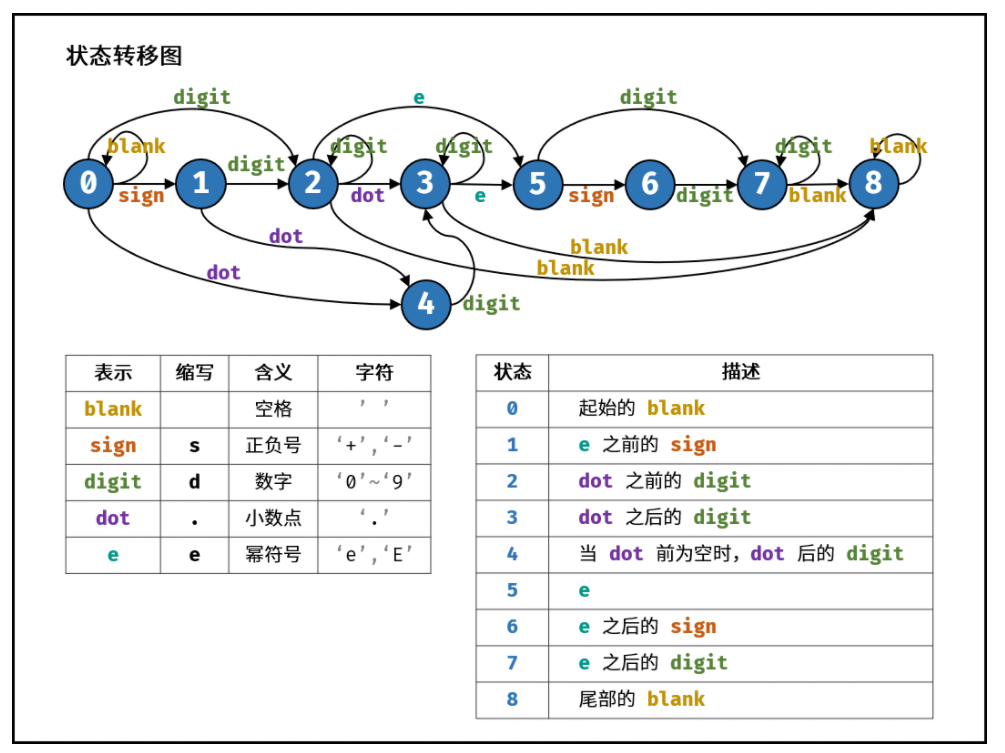 状态转移图
digit e digit
blank digit digit digit blank
digit
0 1 2 3 5 6 7 8
sign dot e sign digit blank
dot blank
dot blank
4 digit
表示 缩写 含义 字符
blank 空格 ' '
sign s 正负号 ‘+’,‘-’
digit d 数字 ‘0’~‘9’
dot . 小数点 ‘.’
e e 幂符号 ‘e’,‘E’
状态 描述
0 起始的 blank
1 e 之前的 sign
2 dot 之前的 digit
3 dot 之后的 digit
4 当 dot 前为空时，dot 后的 digit
5 e
6 e 之后的 sign
7 e 之后的 digit
8 尾部的 blank